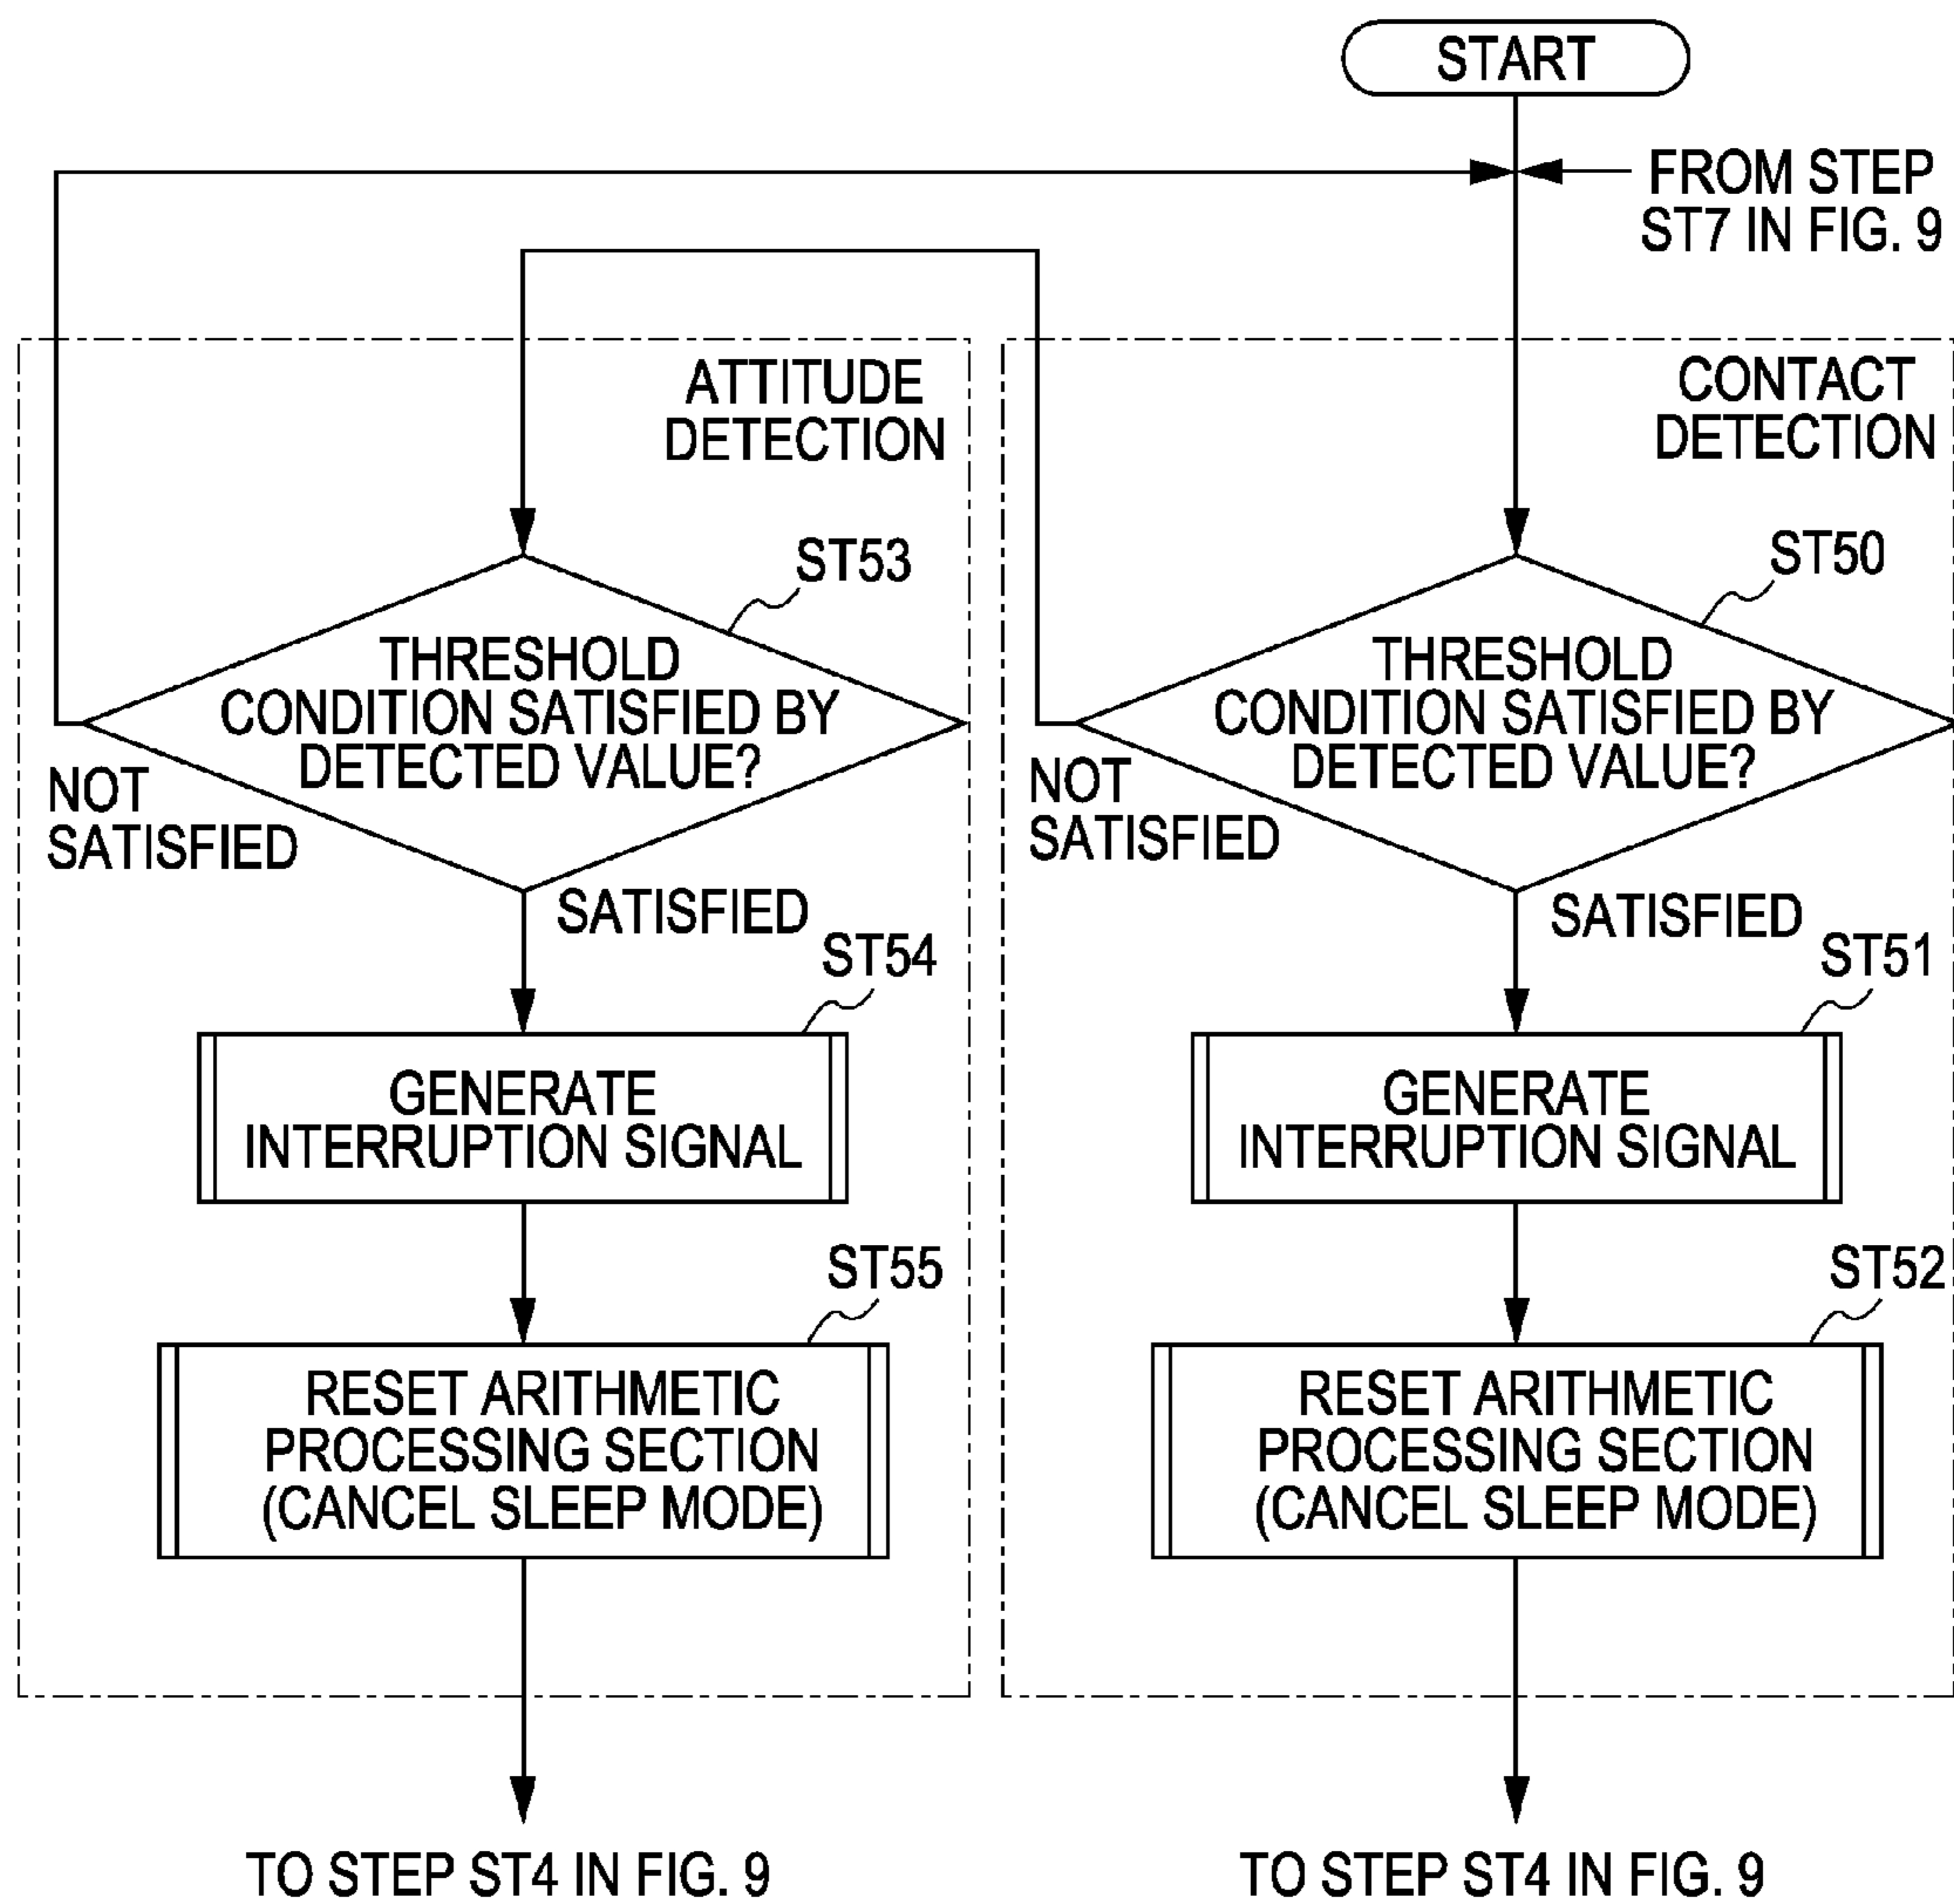 START
FROM STEP
ST7 IN FIG. 9
ATTITUDE
DETECTION
ST53
THRESHOLD
CONDITION SATISFIED BY
DETECTED VALUE?
NOT
SATISFIED
SATISFIED
ST54
GENERATE
INTERRUPTION SIGNAL
ST55
RESET ARITHMETIC
PROCESSING SECTION
(CANCEL SLEEP MODE)
TO STEP ST4 IN FIG. 9
CONTACT
DETECTION
ST50
THRESHOLD
CONDITION SATISFIED BY
DETECTED VALUE?
NOT
SATISFIED
SATISFIED
ST51
GENERATE
INTERRUPTION SIGNAL
ST52
RESET ARITHMETIC
PROCESSING SECTION
(CANCEL SLEEP MODE)
TO STEP ST4 IN FIG. 9